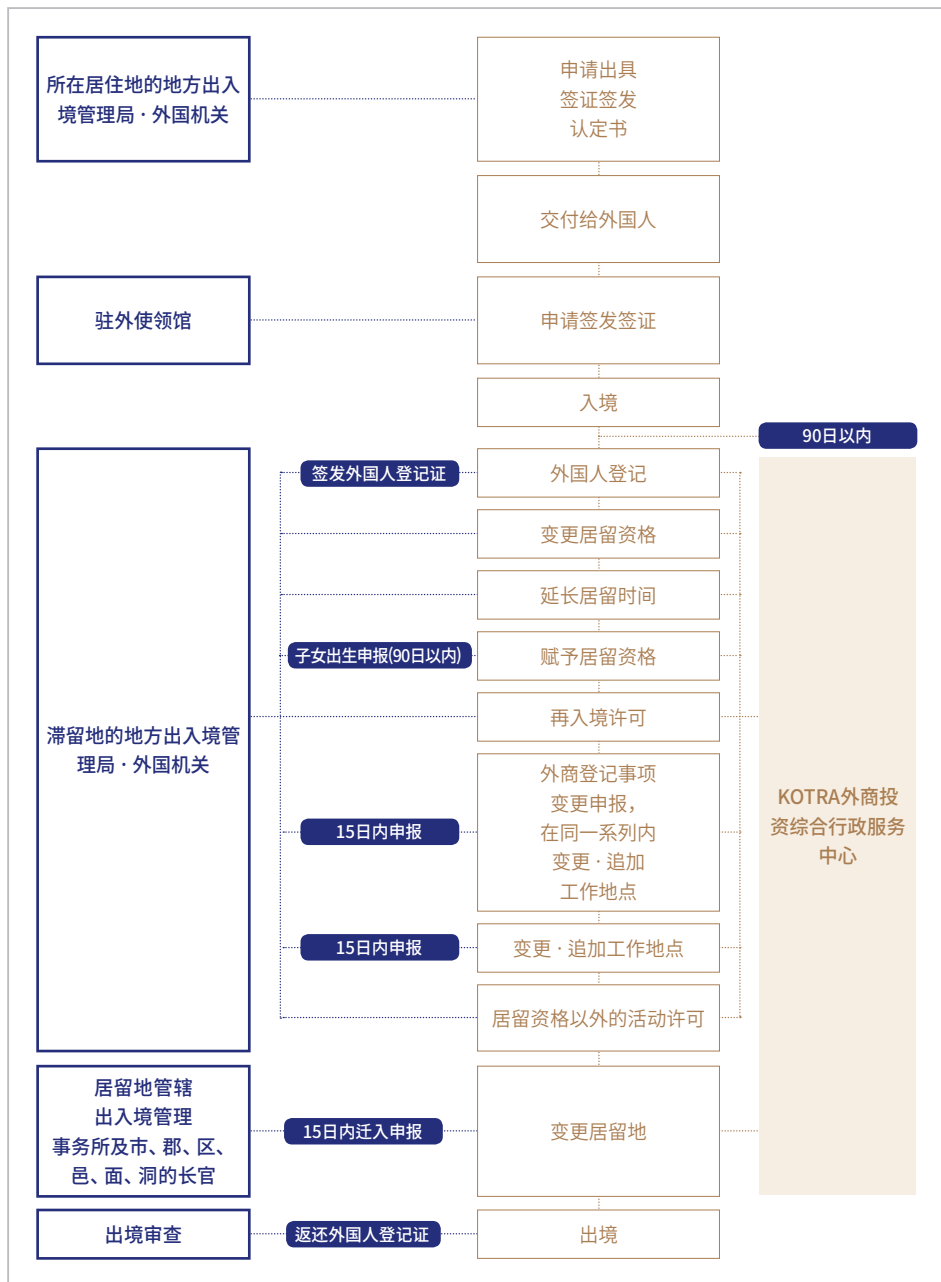 所在居住地的地方出入
境管理局 · 外国机关
申请出具
签证签发
认定书
交付给外国人
驻外使领馆
申请签发签证
入境
90日以内
签发外国人登记证
外国人登记
变更居留资格
延长居留时间
子女出生申报(90日以内)
赋予居留资格
滞留地的地方出入境管
理局 · 外国机关
再入境许可
外商登记事项
变更申报，
在同一系列内
变更 · 追加
工作地点
15日内申报
KOTRA外商投
资综合行政服务
中心
15日内申报
变更 · 追加工作地点
居留资格以外的活动许可
居留地管辖
出入境管理
事务所及市、郡、区、
邑、面、洞的长官
15日内迁入申报
变更居留地
出境审查
返还外国人登记证
出境